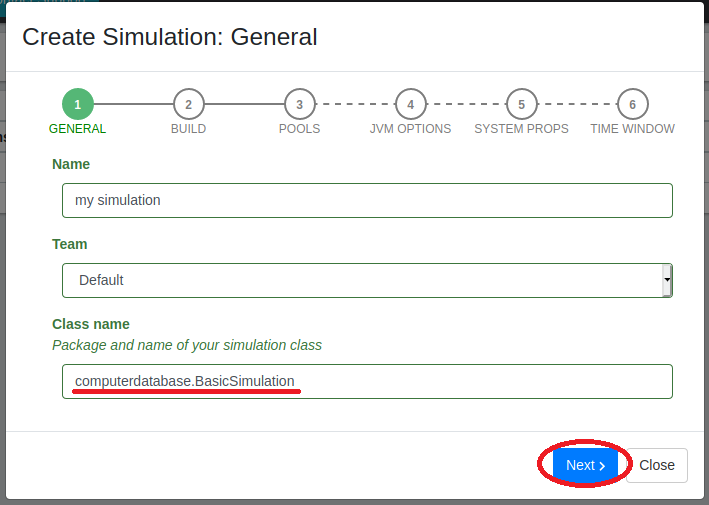 Create Simulation: General
1 2 3 4 5 6
GENERAL BUILD POOLS JVM OPTIONS SYSTEM PROPS TIME WINDOW
Name
my simulation
Team
Default
Class name
Package and name of your simulation class
computerdatabase.BasicSimulation
Next Close